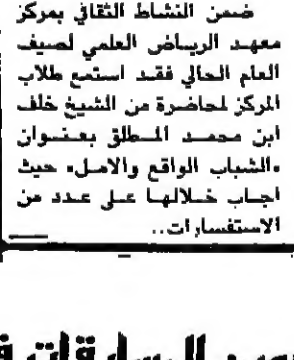 ضمن النشاط الثقافي بمركز
معهد الرياض العلمي لصيف
العام الحالي فقد استمع طلاب
المركز لمحاضرة من الشيخ خلف
ابن محمد المطلق بعنوان
«الشباب الواقع والامل» حيث
اجاب خلالها على عدد من
الاستفسارات..